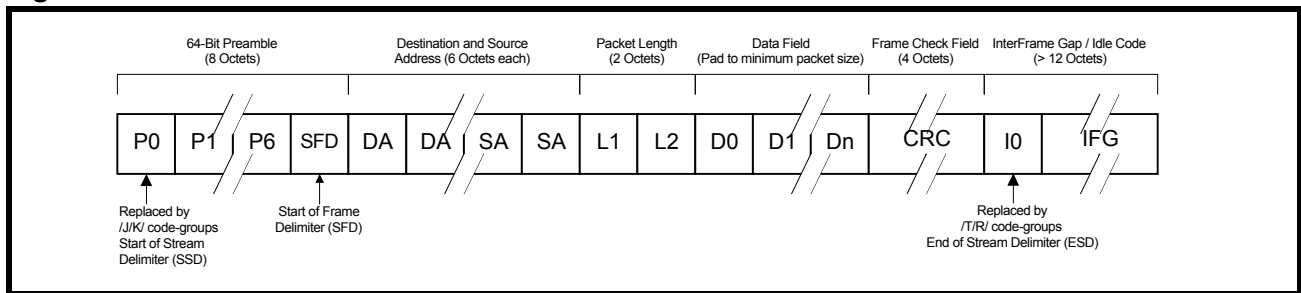 64-Bit Preamble
(8 Octets)
Destination and Source
Address (6 Octets each)
Packet Length
(2 Octets)
Data Field
(Pad to minimum packet size)
Frame Check Field
(4 Octets)
InterFrame Gap / Idle Code
(> 12 Octets)
P0 P1 P6 SFD DA DA SA SA L1 L2 D0 D1 Dn CRC I0 IFG
Replaced by
/J/K/ code-groups
Start of Stream
Delimiter (SSD)
Start of Frame
Delimiter (SFD)
Replaced by
/T/R/ code-groups
End of Stream Delimiter (ESD)